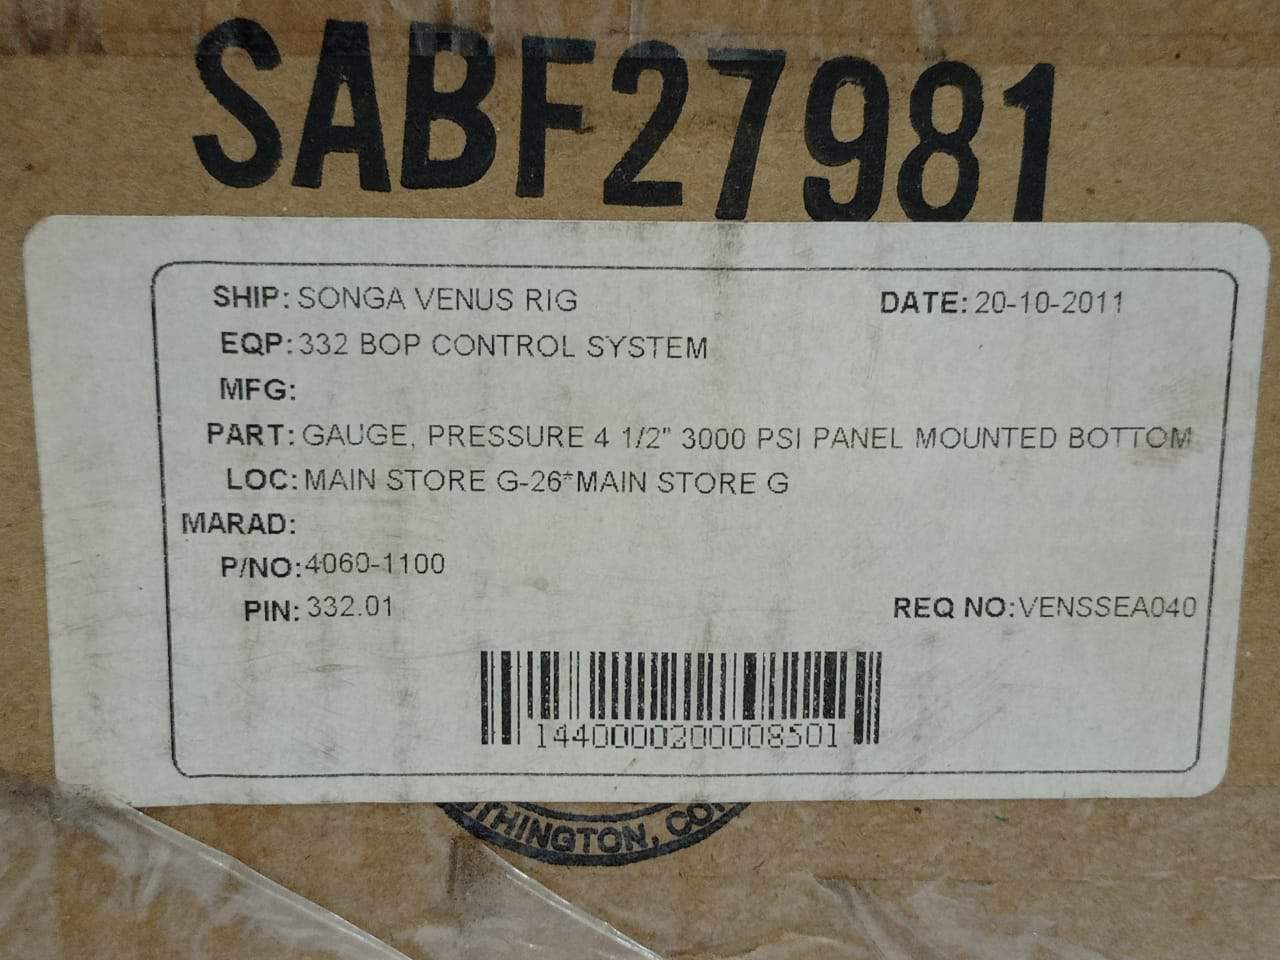 SABF27981
SHIP: SONGA VENUS RIG
DATE: 20-10-2011
EQP: 332 BOP CONTROL SYSTEM
MFG:
PART: GAUGE, PRESSURE 4 1/2" 3000 PSI PANEL MOUNTED BOTTOM
LOC: MAIN STORE G-26*MAIN STORE G
MARAD:
P/NO: 4060-1100
PIN: 332.01
REQ NO: VENSSEA040
1440000200008501
THINGTON, CO